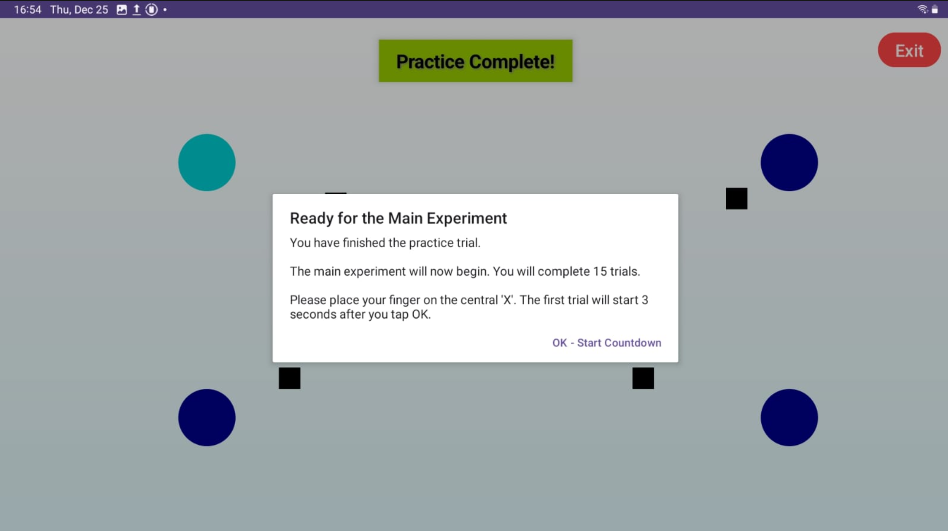 16:54 Thu, Dec 25
Practice Complete!
Exit
Ready for the Main Experiment
You have finished the practice trial.
The main experiment will now begin. You will complete 15 trials.
Please place your finger on the central 'X'. The first trial will start 3
seconds after you tap OK.
OK - Start Countdown